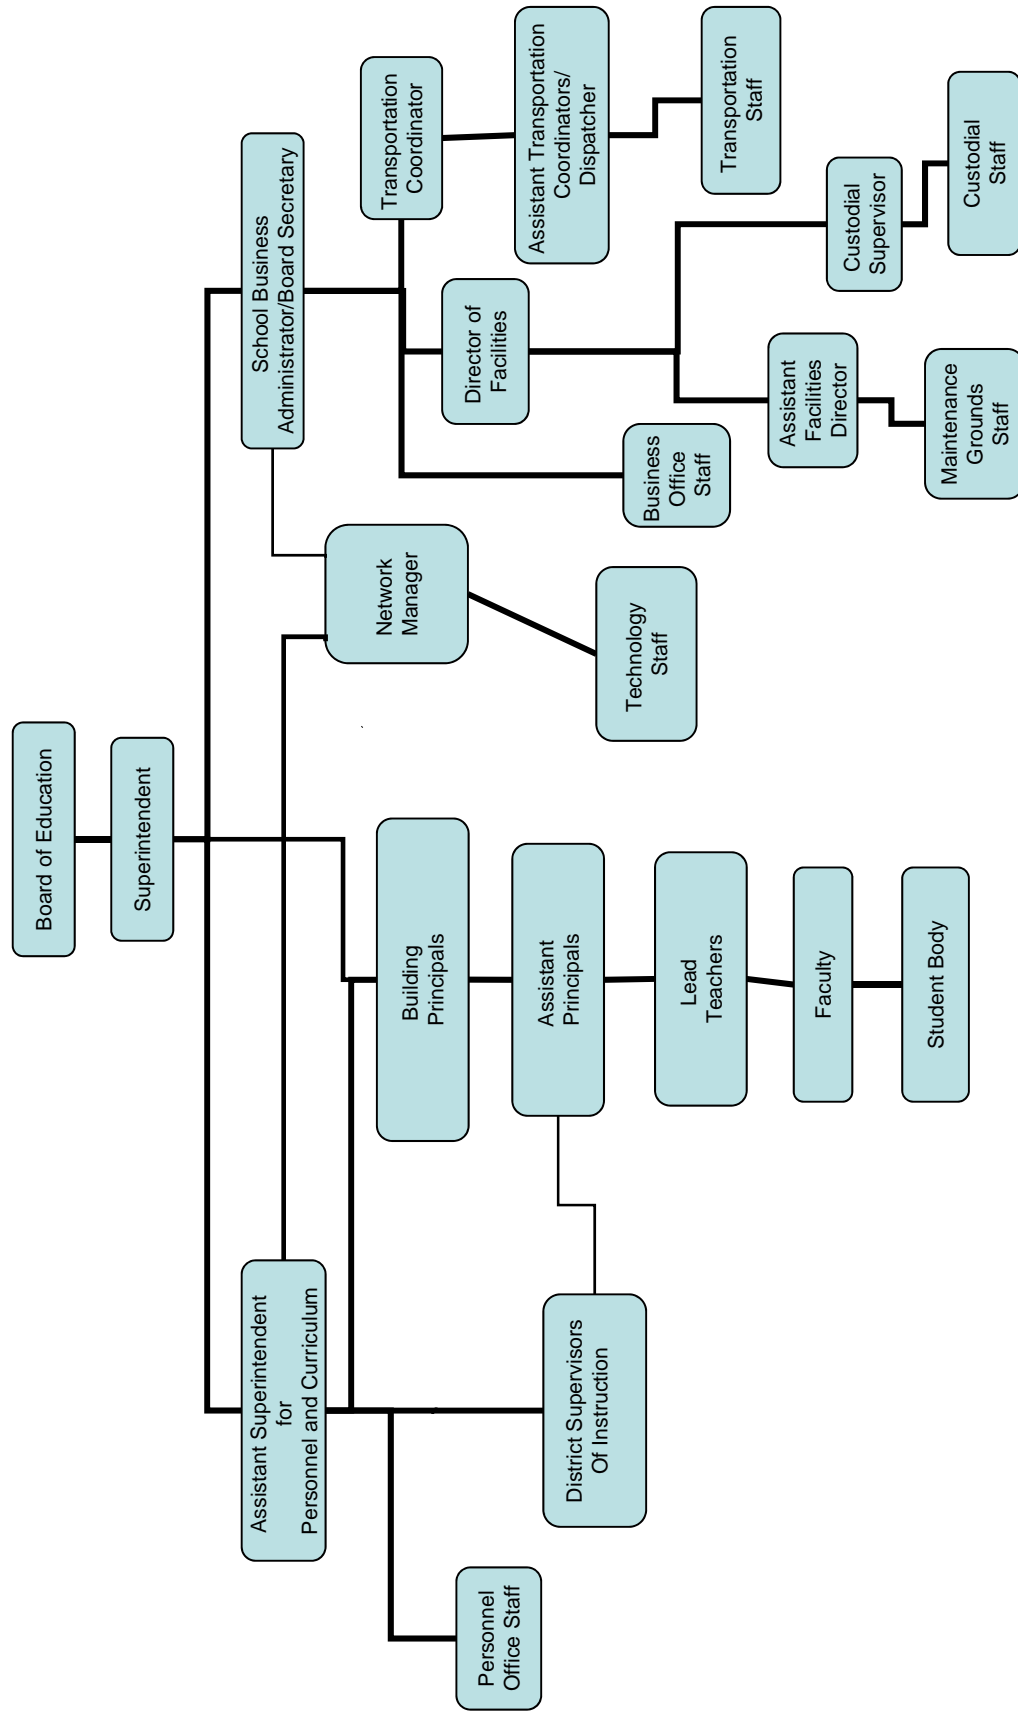 Board of Education
Superintendent
Assistant Superintendent
for
Personnel and Curriculum
School Business
Administrator/Board Secretary
Network
Manager
Transportation
Coordinator
Building
Principals
Personnel
Office Staff
Director of
Facilities
Assistant
Principals
Assistant Transportation
Coordinators/
Dispatcher
District Supervisors
Of Instruction
Technology
Staff
Business
Office
Staff
Lead
Teachers
Transportation
Staff
Assistant
Facilities
Director
Faculty
Custodial
Supervisor
Student Body
Maintenance
Grounds
Staff
Custodial
Staff